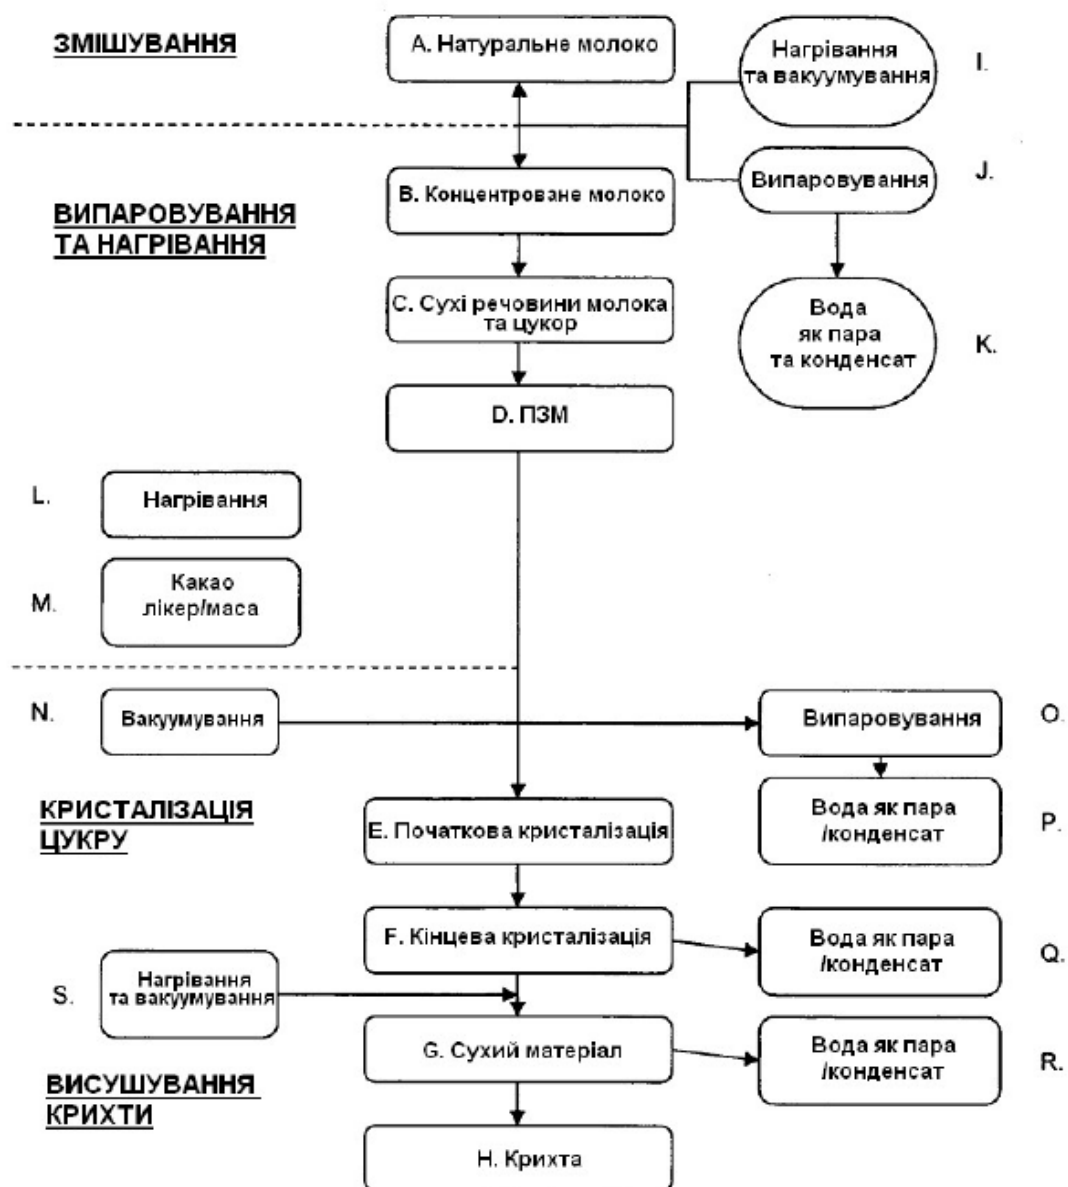 ЗМІШУВАННЯ
A. Натуральне молоко
Нагрівання
та вакуумування
I.
B. Концентроване молоко
Випаровування
J.
ВИПАРОВУВАННЯ
ТА НАГРІВАННЯ
C. Сухі речовини молока
та цукор
Вода
як пара
та конденсат
K.
D. ПЗМ
L.
Нагрівання
M.
Какао
лікер/маса
N.
Вакуумування
Випаровування
O.
КРИСТАЛІЗАЦІЯ
ЦУКРУ
E. Початкова кристалізація
Вода як пара
/конденсат
P.
F. Кінцева кристалізація
Вода як пара
/конденсат
Q.
S.
Нагрівання
та вакуумування
G. Сухий матеріал
Вода як пара
/конденсат
R.
ВИСУШУВАННЯ
КРИХТИ
H. Крихта